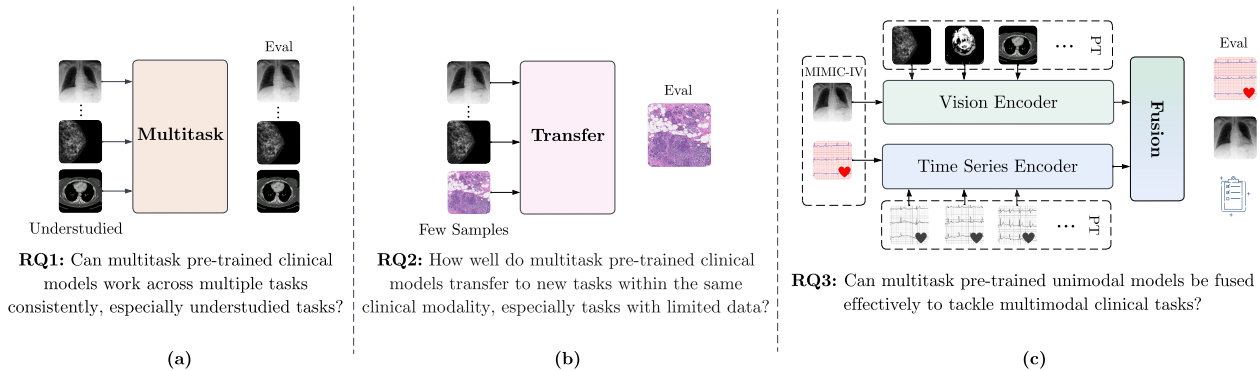 Eval
Multitask
Understudied
RQ1: Can multitask pre-trained clinical
models work across multiple tasks
consistently, especially understudied tasks?
(a)
Eval
Transfer
Few Samples
RQ2: How well do multitask pre-trained clinical
models transfer to new tasks within the same
clinical modality, especially tasks with limited data?
(b)
PT
MIMIC-IV
Eval
Vision Encoder
Fusion
Time Series Encoder
PT
RQ3: Can multitask pre-trained unimodal models be fused
effectively to tackle multimodal clinical tasks?
(c)